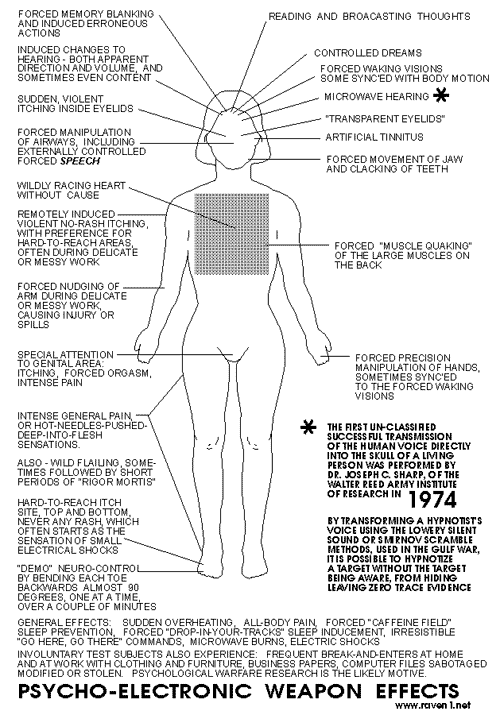 FORCED MEMORY BLANKING
AND INDUCED ERRONEOUS
ACTIONS
INDUCED CHANGES TO
HEARING - BOTH APPARENT
DIRECTION AND VOLUME, AND
SOMETIMES EVEN CONTENT
SUDDEN, VIOLENT
ITCHING INSIDE EYELIDS
FORCED MANIPULATION
OF AIRWAYS, INCLUDING
EXTERNALLY CONTROLLED
FORCED SPEECH
WILDLY RACING HEART
WITHOUT CAUSE
REMOTELY INDUCED
VIOLENT NO-RASH ITCHING,
WITH PREFERENCE FOR
HARD-TO-REACH AREAS,
OFTEN DURING DELICATE
OR MESSY WORK
FORCED NUDGING OF
ARM DURING DELICATE
OR MESSY WORK,
CAUSING INJURY OR
SPILLS
SPECIAL ATTENTION
TO GENITAL AREA:
ITCHING, FORCED ORGASM,
INTENSE PAIN
INTENSE GENERAL PAIN,
OR HOT-NEEDLES-PUSHED-
DEEP-INTO-FLESH
SENSATIONS.
ALSO - WILD FLAILING, SOME-
TIMES FOLLOWED BY SHORT
PERIODS OF "RIGOR MORTIS"
HARD-TO-REACH ITCH
SITE, TOP AND BOTTOM,
NEVER ANY RASH, WHICH
OFTEN STARTS AS THE
SENSATION OF SMALL
ELECTRICAL SHOCKS
"DEMO" NEURO-CONTROL
BY BENDING EACH TOE
BACKWARDS ALMOST 90
DEGREES, ONE AT A TIME,
OVER A COUPLE OF MINUTES
READING AND BROACASTING THOUGHTS
CONTROLLED DREAMS
FORCED WAKING VISIONS
SOME SYNC'ED WITH BODY MOTION
MICROWAVE HEARING *
"TRANSPARENT EYELIDS"
ARTIFICIAL TINNITUS
FORCED MOVEMENT OF JAW
AND CLACKING OF TEETH
FORCED "MUSCLE QUAKING"
OF THE LARGE MUSCLES ON
THE BACK
FORCED PRECISION
MANIPULATION OF HANDS,
SOMETIMES SYNC'ED
TO THE FORCED WAKING
VISIONS
* THE FIRST UN-CLASSIFIED
SUCCESSFUL TRANSMISSION
OF THE HUMAN VOICE DIRECTLY
INTO THE SKULL OF A LIVING
PERSON WAS PERFORMED BY
DR. JOSEPH C. SHARP, OF THE
WALTER REED ARMY INSTITUTE
OF RESEARCH IN 1974
BY TRANSFORMING A HYPNOTIST'S
VOICE USING THE LOWERY SILENT
SOUND OR SMIRNOV SCRAMBLE
METHODS, USED IN THE GULF WAR,
IT IS POSSIBLE TO HYPNOTIZE
A TARGET WITHOUT THE TARGET
BEING AWARE, FROM HIDING
LEAVING ZERO TRACE EVIDENCE
GENERAL EFFECTS: SUDDEN OVERHEATING, ALL-BODY PAIN, FORCED "CAFFEINE FIELD"
SLEEP PREVENTION, FORCED "DROP-IN-YOUR-TRACKS" SLEEP INDUCEMENT, IRRESISTIBLE
"GO HERE, GO THERE" COMMANDS, MICROWAVE BURNS, ELECTRIC SHOCKS
INVOLUNTARY TEST SUBJECTS ALSO EXPERIENCE: FREQUENT BREAK-AND-ENTERS AT HOME
AND AT WORK WITH CLOTHING AND FURNITURE, BUSINESS PAPERS, COMPUTER FILES SABOTAGED
MODIFIED OR STOLEN. PSYCHOLOGICAL WARFARE RESEARCH IS THE LIKELY MOTIVE.
PSYCHO-ELECTRONIC WEAPON EFFECTS
www.raven1.net